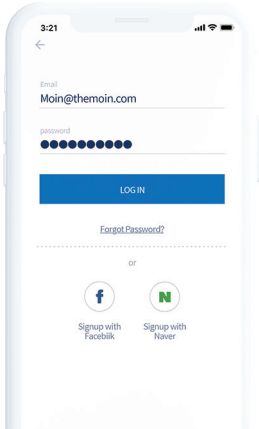 3:21
Email
Moin@themoin.com
password
LOG IN
Forgot Password?
or
f
N
Signup with Facebiik
Signup with Naver